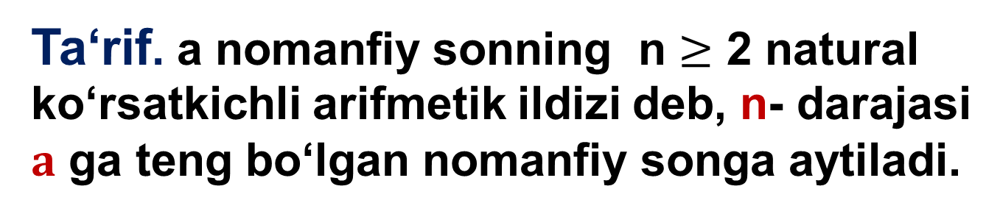 Ta‘rif. a nomanfiy sonning n ≥ 2 natural
ko‘rsatkichli arifmetik ildizi deb, n- darajasi
a ga teng bo‘lgan nomanfiy songa aytiladi.